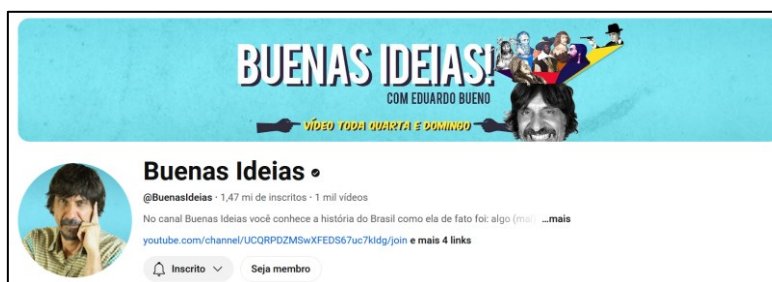 BUENAS IDEIAS!
COM EDUARDO BUENO
VÍDEO TODA QUARTA E DOMINGO
Buenas Ideias
@BuenasIdeias · 1,47 mi de inscritos · 1 mil vídeos
No canal Buenas Ideias você conhece a história do Brasil como ela de fato foi: algo ...mais
youtube.com/channel/UCQRPDZMSwXFEDS67uc7kIdg/join e mais 4 links
Inscrito
Seja membro